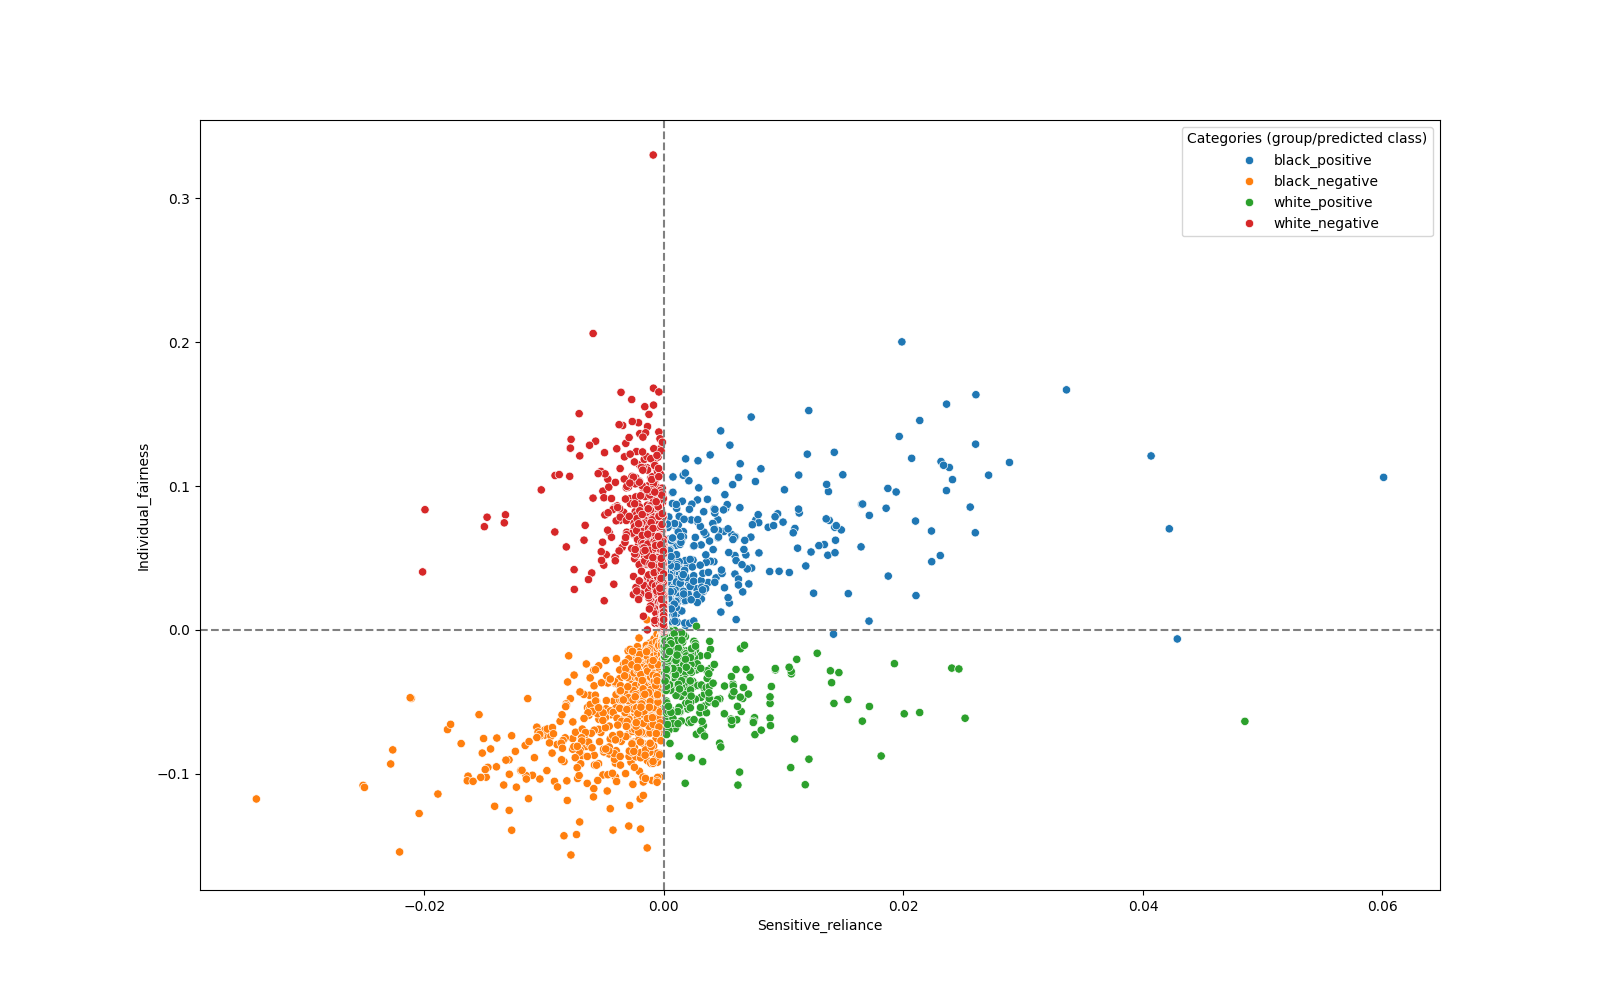 Categories (group/predicted class)
black_positive
black_negative
white_positive
white_negative
Individual_fairness
0.3
0.2
0.1
0.0
−0.1
−0.02
0.00
0.02
0.04
0.06
Sensitive_reliance